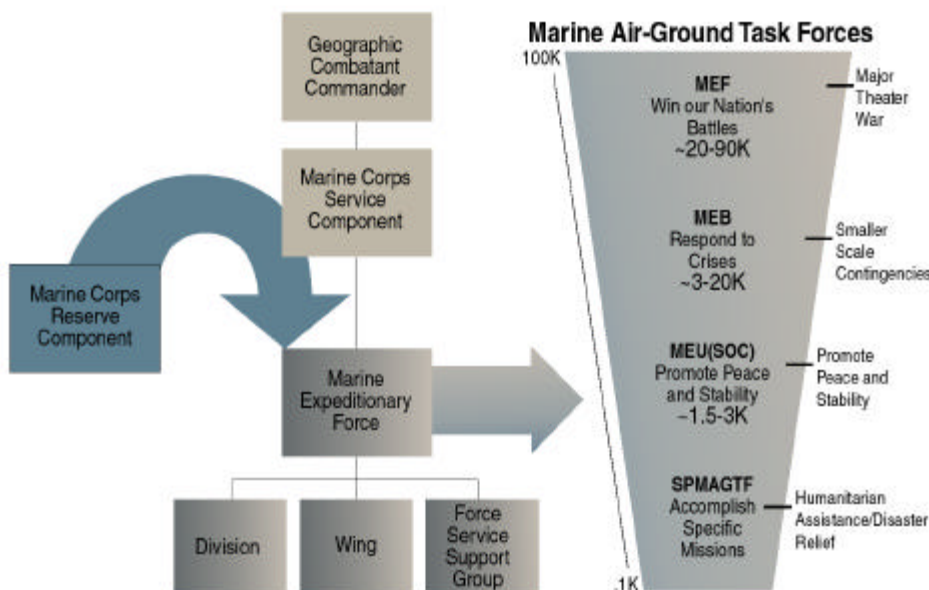 Geographic
Combatant
Commander
Marine Corps
Service
Component
Marine Corps
Reserve
Component
Marine
Expeditionary
Force
Division
Wing
Force
Service
Support
Group
Marine Air-Ground Task Forces
100K
MEF
Win our Nation's
Battles
~20-90K
Major
Theater
War
MEB
Respond to
Crises
~3-20K
Smaller
Scale
Contingencies
MEU(SOC)
Promote Peace
and Stability
~1.5-3K
Promote
Peace and
Stability
SPMAGTF
Accomplish
Specific
Missions
Humanitarian
Assistance/Disaster
Relief
.1K